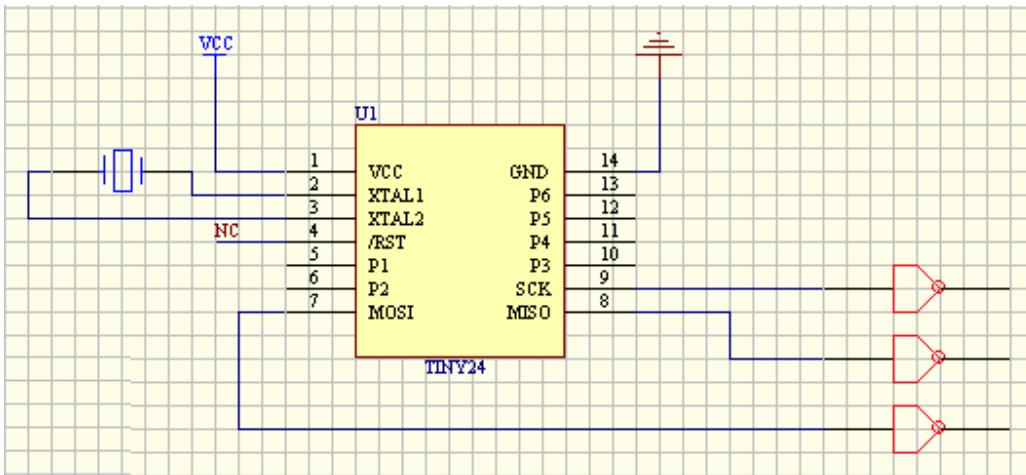 VCC
U1
1 VCC GND 14
2 XTAL1 P6 13
3 XTAL2 P5 12
NC 4 /RST P4 11
5 P1 P3 10
6 P2 SCK 9
7 MOSI MISO 8
TINY24